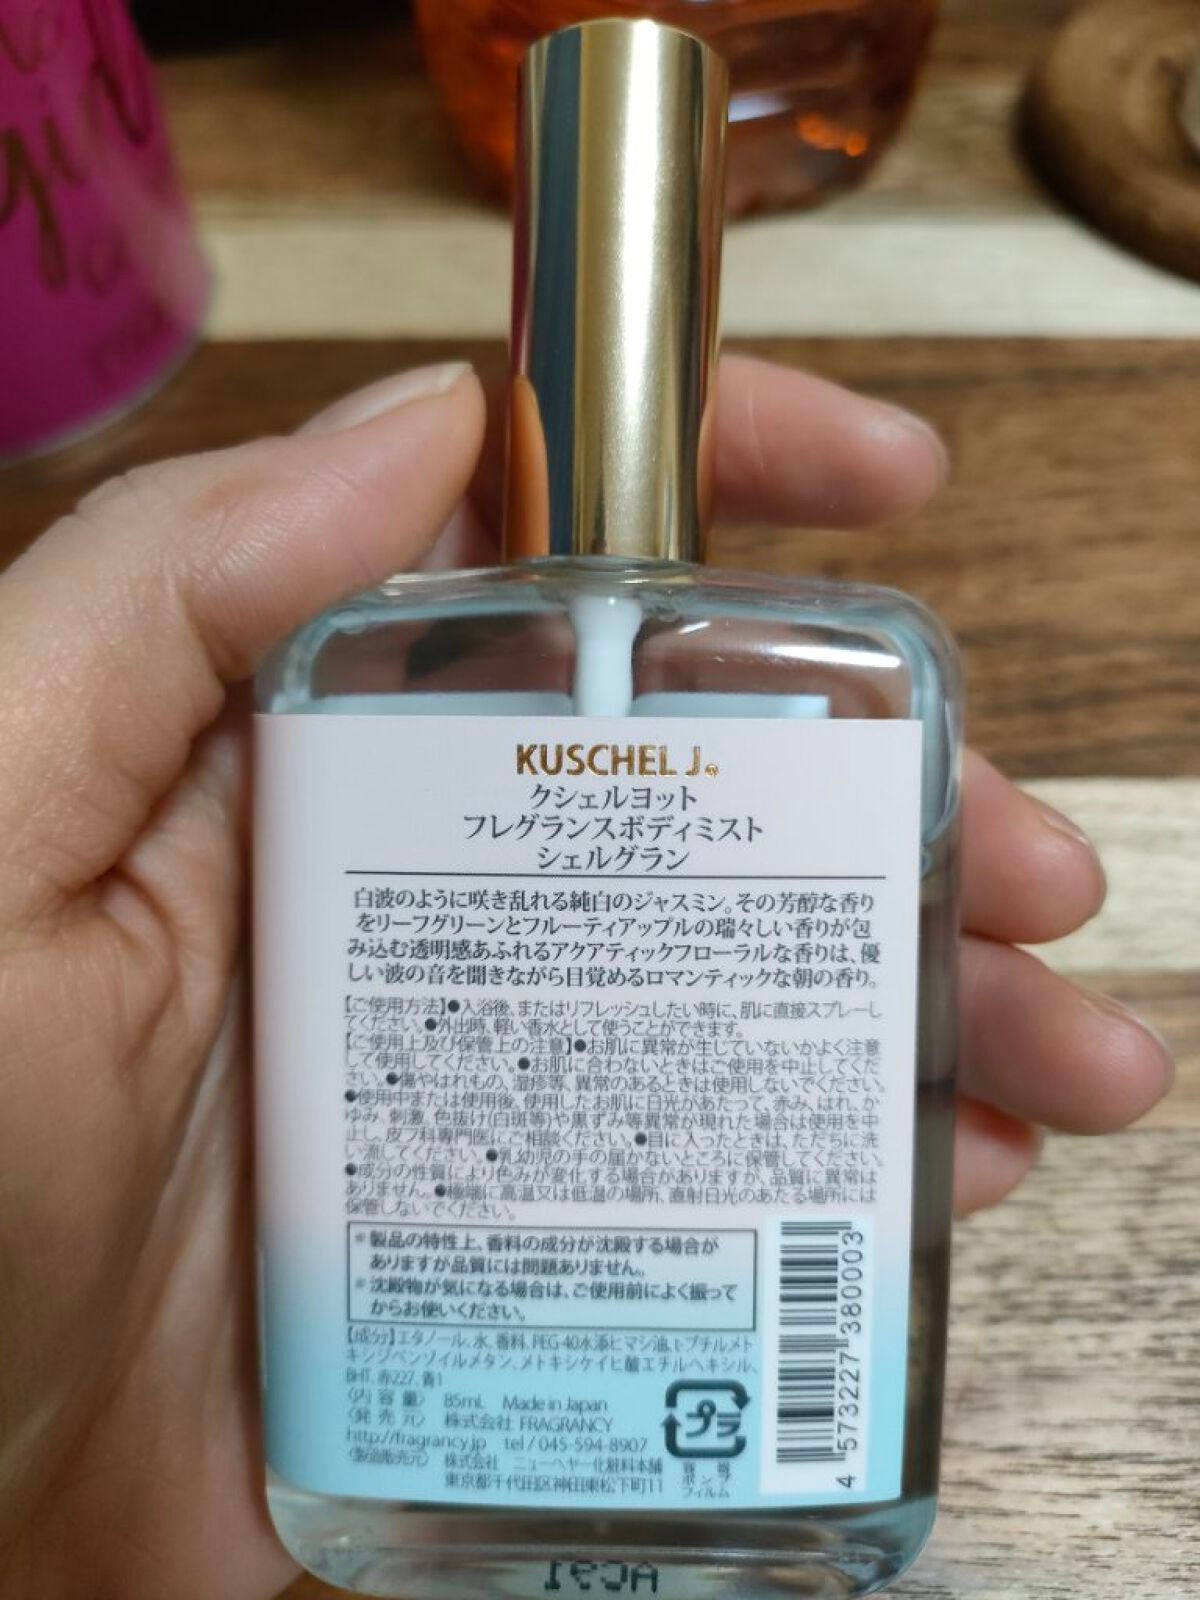 KUSCHEL J®
クシェルヨット
フレグランスボディミスト
シェルグラン
白波のように咲き乱れる純白のジャスミン。その芳醇な香り
をリーフグリーンとフルーティアップルの瑞々しい香りが包
み込む透明感あふれるアクアティックフローラルな香りは、優
しい波の音を聞きながら目覚めるロマンティックな朝の香り。
【ご使用方法】●入浴後、またはリフレッシュしたい時に、肌に直接スプレーし
てください。●外出時、軽い香水として使うことができます。
【ご使用上及び保管上の注意】●お肌に異常が生じていないかよく注意
して使用してください。●お肌に合わないときはご使用を中止してくだ
さい。●傷やはれもの、湿疹等、異常のあるときは使用しないでください。
●使用中または使用後、使用したお肌に日光があたって、赤み、はれ、か
ゆみ、刺激、色抜け(白斑等)や黒ずみ等異常が現れた場合は使用を中
止し、皮フ科専門医にご相談ください。●目に入ったときは、ただちに洗
い流してください。●乳幼児の手の届かないところに保管してください。
●成分の性質により色みが変化する場合がありますが、品質に異常は
ありません。●極端に高温又は低温の場所、直射日光のあたる場所には
保管しないでください。
※製品の特性上、香料の成分が沈殿する場合が
ありますが品質には問題ありません。
※沈殿物が気になる場合は、ご使用前によく振って
からお使いください。
【成分】エタノール、水、香料、PEG-40水添ヒマシ油、t-ブチルメト
キシジベンゾイルメタン、メトキシケイヒ酸エチルヘキシル、
BHT、赤227、青1
〈内容量〉 85mL Made in Japan
〈発売元〉 株式会社 FRAGRANCY
http://fragrancy.jp tel / 045-594-8907
〈製造販売元〉 株式会社 ニューヘヤー化粧料本舗
東京都千代田区神田東松下町11
プラ
容器
ポンプ
フィルム
4 573227 380003